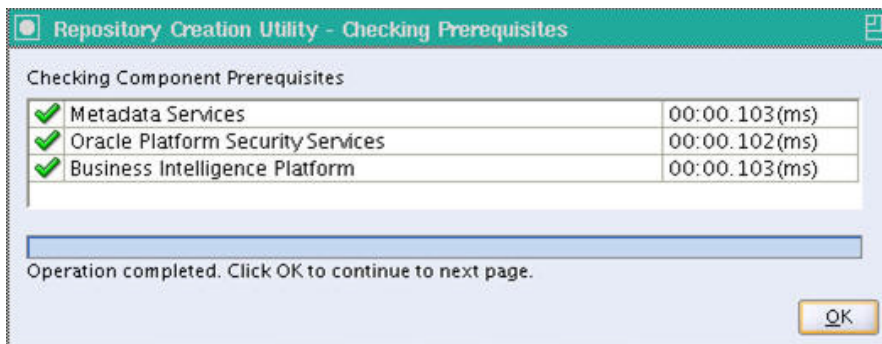 Repository Creation Utility - Checking Prerequisites
Checking Component Prerequisites
Metadata Services 00:00.103(ms)
Oracle Platform Security Services 00:00.102(ms)
Business Intelligence Platform 00:00.103(ms)
Operation completed. Click OK to continue to next page.
OK